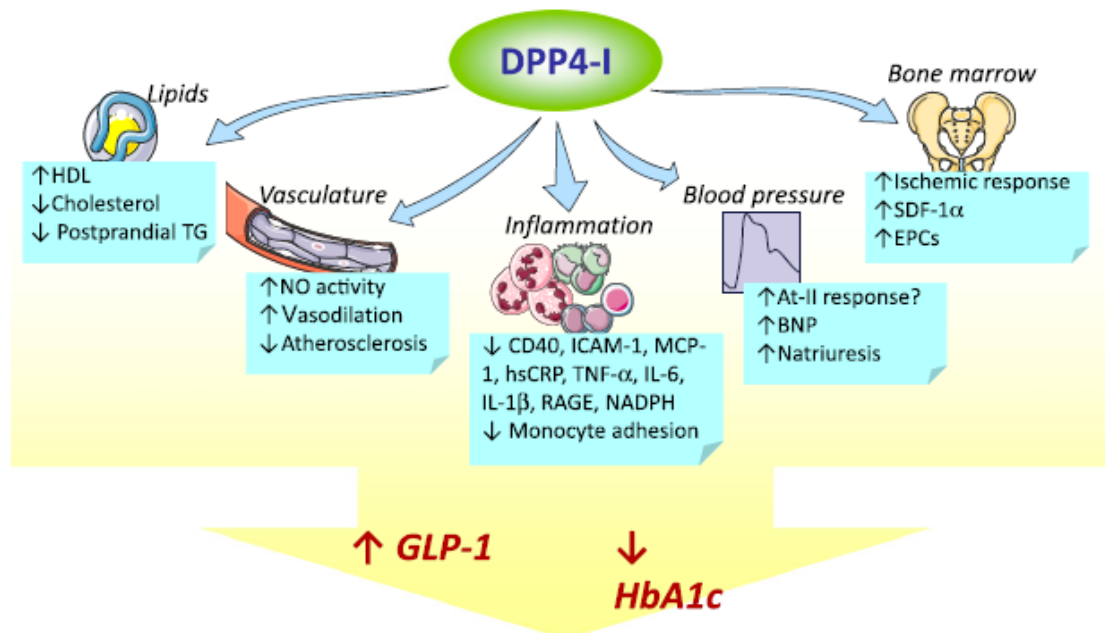 DPP4-I
Lipids
↑HDL
↓Cholesterol
↓ Postprandial TG
Vasculature
↑NO activity
↑Vasodilation
↓Atherosclerosis
Inflammation
↓ CD40, ICAM-1, MCP-
1, hsCRP, TNF-α, IL-6,
IL-1β, RAGE, NADPH
↓ Monocyte adhesion
Blood pressure
↑At-II response?
↑BNP
↑Natriuresis
Bone marrow
↑Ischemic response
↑SDF-1α
↑EPCs
↑ GLP-1
↓
HbA1c